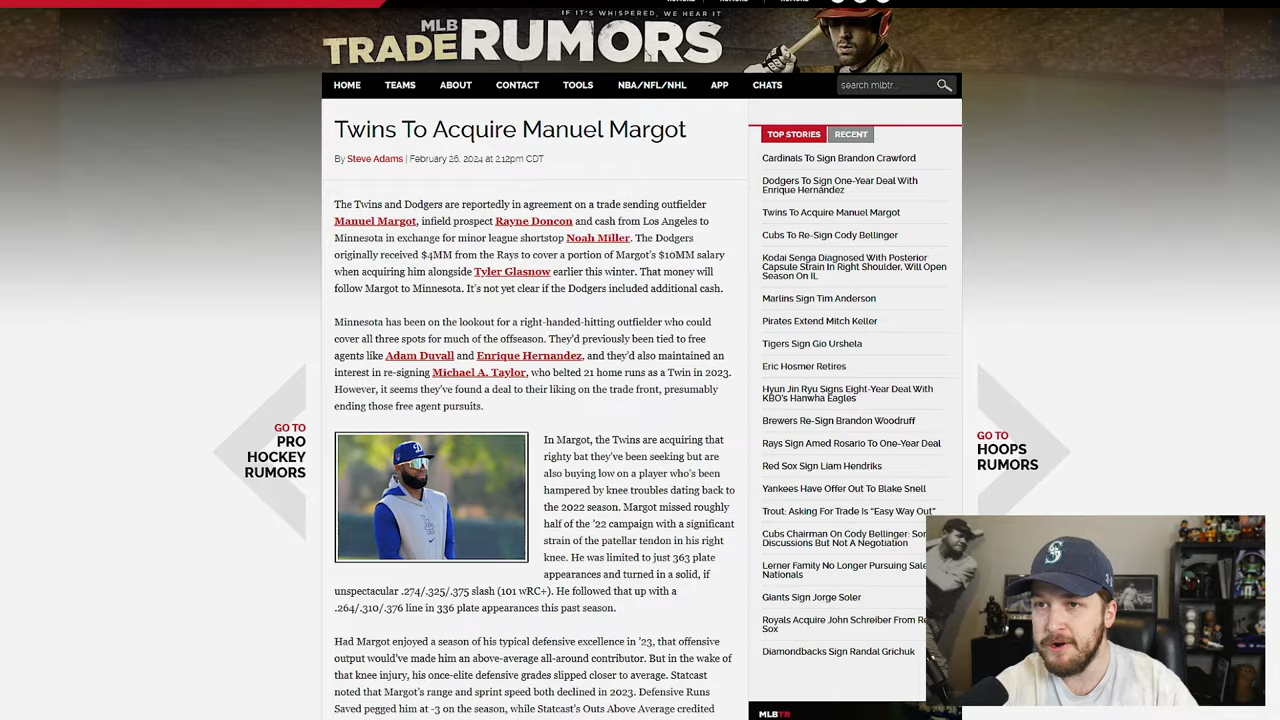 IF IT'S WHISPERED, WE HEAR IT
MLB
TRADERUMORS
HOME TEAMS ABOUT CONTACT TOOLS NBA/NFL/NHL APP CHATS
search mlbtr...
Twins To Acquire Manuel Margot
By Steve Adams | February 26, 2024 at 2:12pm CDT
The Twins and Dodgers are reportedly in agreement on a trade sending outfielder
Manuel Margot, infield prospect Rayne Doncon and cash from Los Angeles to
Minnesota in exchange for minor league shortstop Noah Miller. The Dodgers
originally received $4MM from the Rays to cover a portion of Margot's $10MM salary
when acquiring him alongside Tyler Glasnow earlier this winter. That money will
follow Margot to Minnesota. It's not yet clear if the Dodgers included additional cash.
Minnesota has been on the lookout for a right-handed-hitting outfielder who could
cover all three spots for much of the offseason. They'd previously been tied to free
agents like Adam Duvall and Enrique Hernandez, and they'd also maintained an
interest in re-signing Michael A. Taylor, who belted 21 home runs as a Twin in 2023.
However, it seems they've found a deal to their liking on the trade front, presumably
ending those free agent pursuits.
In Margot, the Twins are acquiring that
righty bat they've been seeking but are
also buying low on a player who's been
hampered by knee troubles dating back to
the 2022 season. Margot missed roughly
half of the '22 campaign with a significant
strain of the patellar tendon in his right
knee. He was limited to just 363 plate
appearances and turned in a solid, if
unspectacular .274/.325/.375 slash (101 wRC+). He followed that up with a
.264/.310/.376 line in 336 plate appearances this past season.
Had Margot enjoyed a season of his typical defensive excellence in '23, that offensive
output would've made him an above-average all-around contributor. But in the wake of
that knee injury, his once-elite defensive grades slipped closer to average. Statcast
noted that Margot's range and sprint speed both declined in 2023. Defensive Runs
Saved pegged him at -3 on the season, while Statcast's Outs Above Average credited
TOP STORIES RECENT
Cardinals To Sign Brandon Crawford
Dodgers To Sign One-Year Deal With
Enrique Hernández
Twins To Acquire Manuel Margot
Cubs To Re-Sign Cody Bellinger
Kodai Senga Diagnosed With Posterior
Capsule Strain In Right Shoulder, Will Open
Season On IL
Marlins Sign Tim Anderson
Pirates Extend Mitch Keller
Tigers Sign Gio Urshela
Eric Hosmer Retires
Hyun Jin Ryu Signs Eight-Year Deal With
KBO's Hanwha Eagles
Brewers Re-Sign Brandon Woodruff
Rays Sign Amed Rosario To One-Year Deal
Red Sox Sign Liam Hendriks
Yankees Have Offer Out To Blake Snell
Trout: Asking For Trade Is "Easy Way Out"
Cubs Chairman On Cody Bellinger:
Discussions But Not A Negotiation
Lerner Family No Longer Pursuing
Nationals
Giants Sign Jorge Soler
Royals Acquire John Schreiber From
Sox
Diamondbacks Sign Randal Grichuk
MLBTR
GO TO
PRO
HOCKEY
RUMORS
GO TO
HOOPS
RUMORS